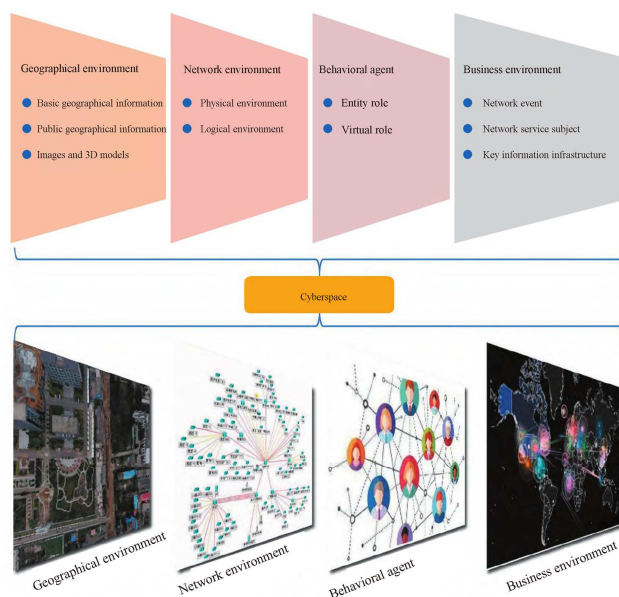 Geographical environment
Basic geographical information
Public geographical information
Images and 3D models
Network environment
Physical environment
Logical environment
Behavioral agent
Entity role
Virtual role
Business environment
Network event
Network service subject
Key information infrastructure
Cyberspace
Geographical environment
Network environment
Behavioral agent
Business environment